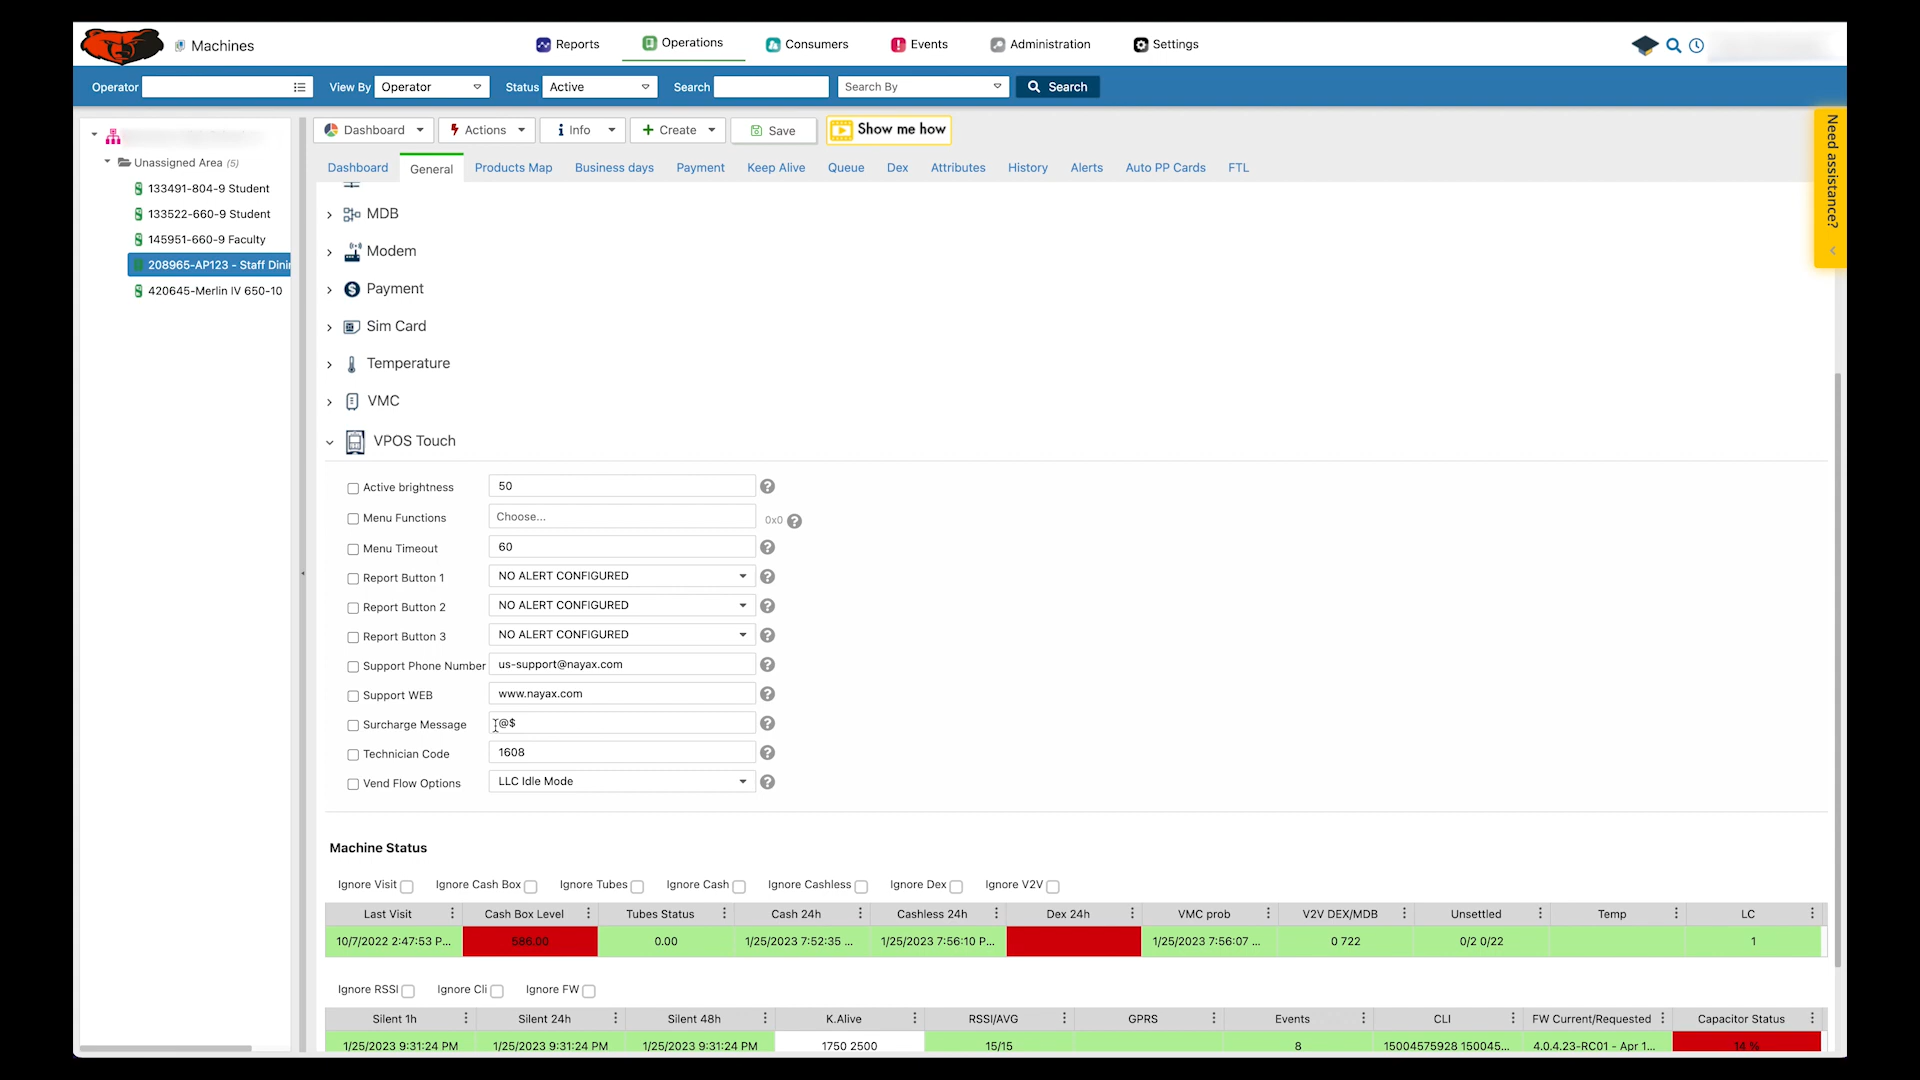 Machines
Reports
Operations
Consumers
Events
Administration
Settings
Operator
View By Operator
Status Active
Search
Search By
Search
Need assistance?
Unassigned Area (5)
133491-804-9 Student
133522-660-9 Student
145951-660-9 Faculty
208965-AP123 - Staff Dini
420645-Merlin IV 650-10
Dashboard
Actions
Info
Create
Save
Show me how
Dashboard
General
Products Map
Business days
Payment
Keep Alive
Queue
Dex
Attributes
History
Alerts
Auto PP Cards
FTL
MDB
Modem
Payment
Sim Card
Temperature
VMC
VPOS Touch
Active brightness 50
Menu Functions Choose... 0x0
Menu Timeout 60
Report Button 1 NO ALERT CONFIGURED
Report Button 2 NO ALERT CONFIGURED
Report Button 3 NO ALERT CONFIGURED
Support Phone Number us-support@nayax.com
Support WEB www.nayax.com
Surcharge Message @$
Technician Code 1608
Vend Flow Options LLC Idle Mode
Machine Status
Ignore Visit Ignore Cash Box Ignore Tubes Ignore Cash Ignore Cashless Ignore Dex Ignore V2V
Last Visit Cash Box Level Tubes Status Cash 24h Cashless 24h Dex 24h VMC prob V2V DEX/MDB Unsettled Temp LC
10/7/2022 2:47:53 P... 586.00 0.00 1/25/2023 7:52:35 ... 1/25/2023 7:56:10 P... 1/25/2023 7:56:07 ... 0 722 0/2 0/22 1
Ignore RSSI Ignore Cli Ignore FW
Silent 1h Silent 24h Silent 48h K.Alive RSSI/AVG GPRS Events CLI FW Current/Requested Capacitor Status
1/25/2023 9:31:24 PM 1/25/2023 9:31:24 PM 1/25/2023 9:31:24 PM 1750 2500 15/15 8 15004575928 150045... 4.0.4.23-RC01 - Apr 1... 14 %